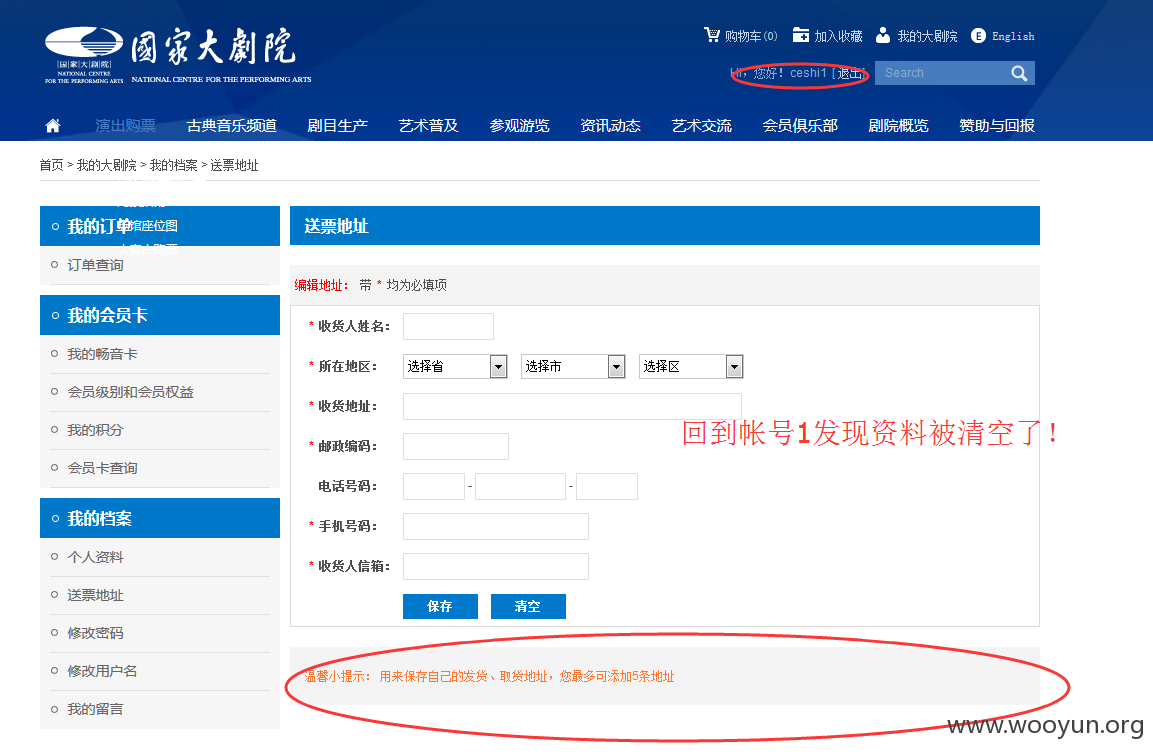 国家大剧院
NATIONAL CENTRE
FOR THE PERFORMING ARTS
國家大劇院
NATIONAL CENTRE FOR THE PERFORMING ARTS
购物车(0) 加入收藏 我的大剧院 E English
Hi，您好！ceshi1 [退出] Search
演出购票 古典音乐频道 剧目生产 艺术普及 参观游览 资讯动态 艺术交流 会员俱乐部 剧院概览 赞助与回报
首页 > 我的大剧院 > 我的档案 > 送票地址
我的订单
馆座位图
订单查询
我的会员卡
我的畅音卡
会员级别和会员权益
我的积分
会员卡查询
我的档案
个人资料
送票地址
修改密码
修改用户名
我的留言
送票地址
编辑地址： 带 * 均为必填项
* 收货人姓名：
* 所在地区： 选择省 选择市 选择区
* 收货地址：
回到帐号1发现资料被清空了！
* 邮政编码：
电话号码： - -
* 手机号码：
* 收货人信箱：
保存 清空
温馨小提示： 用来保存自己的发货、取货地址，您最多可添加5条地址
www.wooyun.org